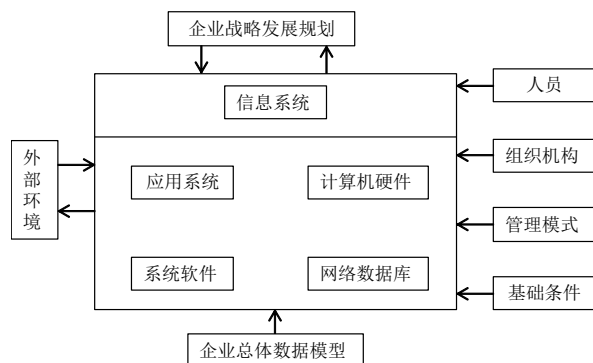 企业战略发展规划
信息系统
人员
外部环境
组织机构
应用系统
计算机硬件
管理模式
系统软件
网络数据库
基础条件
企业总体数据模型